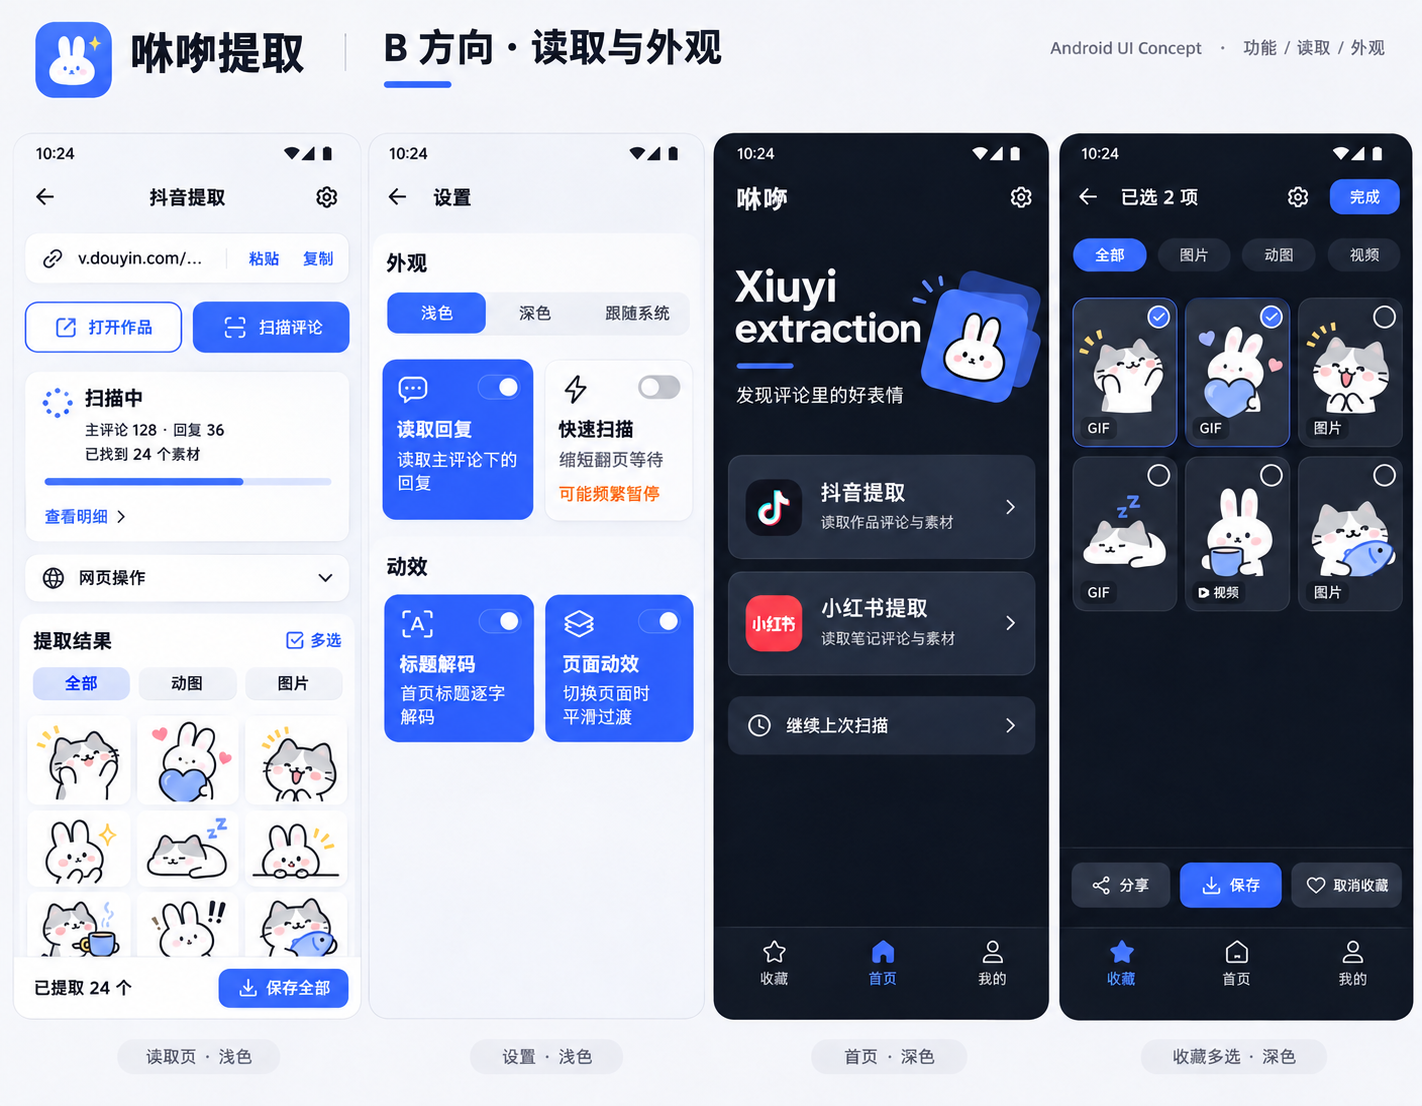 咻咿提取
B 方向 · 读取与外观
Android UI Concept · 功能 / 读取 / 外观
10:24
抖音提取
v.douyin.com/...
粘贴
复制
打开作品
扫描评论
扫描中
主评论 128 · 回复 36
已找到 24 个素材
查看明细
网页操作
提取结果
多选
全部
动图
图片
zz
!!
已提取 24 个
保存全部
读取页 · 浅色
10:24
设置
外观
浅色
深色
跟随系统
读取回复
读取主评论下的
回复
快速扫描
缩短翻页等待
可能频繁暂停
动效
A
标题解码
首页标题逐字
解码
页面动效
切换页面时
平滑过渡
设置 · 浅色
10:24
咻咿
Xiuyi
extraction
发现评论里的好表情
抖音提取
读取作品评论与素材
小红书
小红书提取
读取笔记评论与素材
继续上次扫描
收藏
首页
我的
首页 · 深色
10:24
已选 2 项
完成
全部
图片
动图
视频
GIF
GIF
图片
zz
GIF
视频
图片
分享
保存
取消收藏
收藏
首页
我的
收藏多选 · 深色